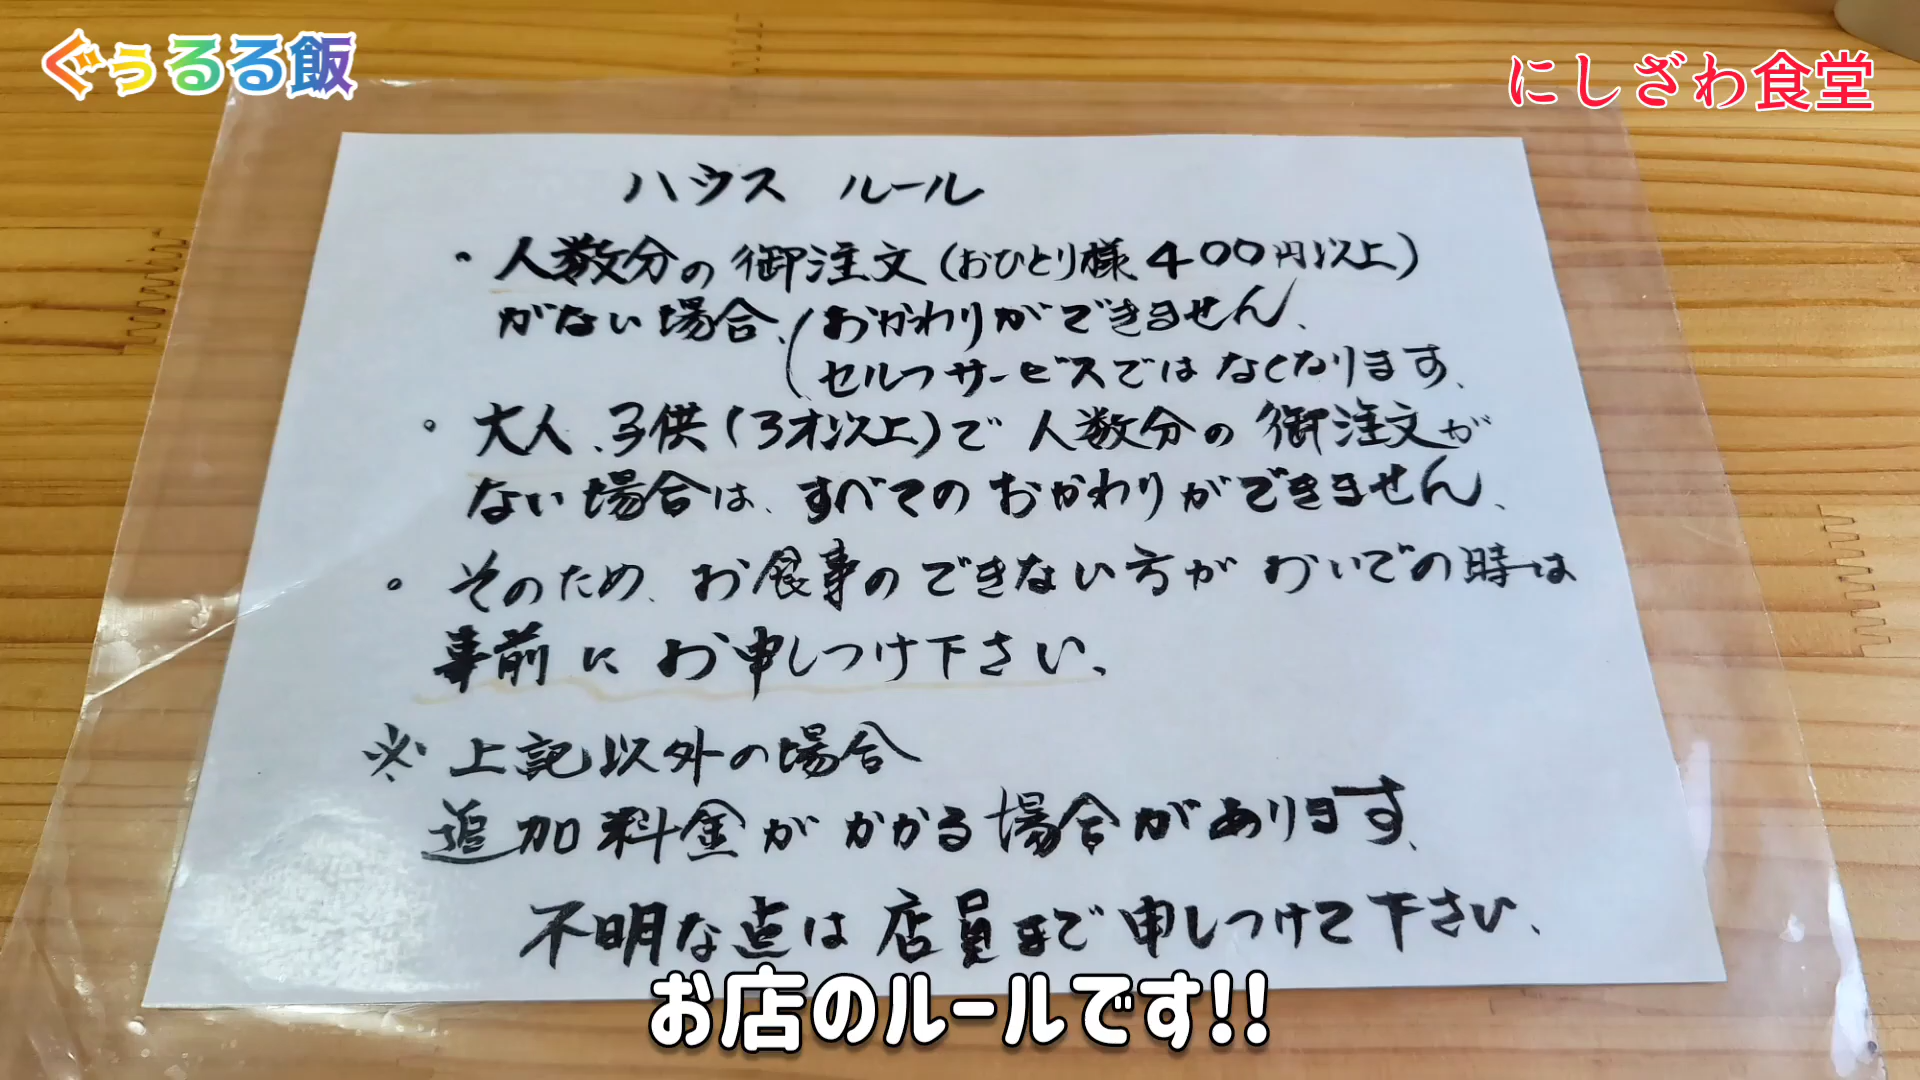 ぐぅるる飯
にしざわ食堂
ハウス ルール
・人数分の御注文(おひとり様400円以上)
がない場合、(おかわりができません、
セルフサービスではなくなります、
。大人、子供(3才以上)で人数分の御注文が
ない場合は、すべてのおかわりができません、
。そのため、お食事のできない方がおいでの時は
事前にお申しつけ下さい、
※上記以外の場合
追加料金がかかる場合があります、
不明な点は店員まで申しつけて下さい、
お店のルールです!!